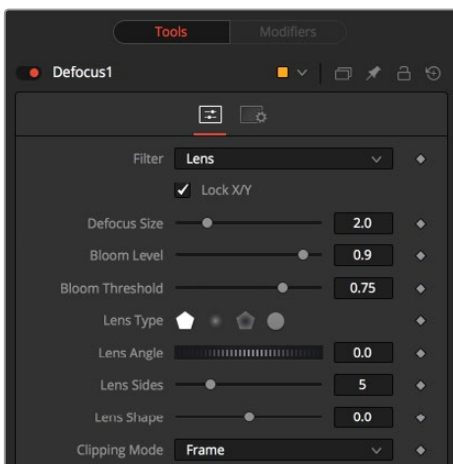 Tools Modifiers
Defocus1
Filter Lens
Lock X/Y
Defocus Size 2.0
Bloom Level 0.9
Bloom Threshold 0.75
Lens Type
Lens Angle 0.0
Lens Sides 5
Lens Shape 0.0
Clipping Mode Frame